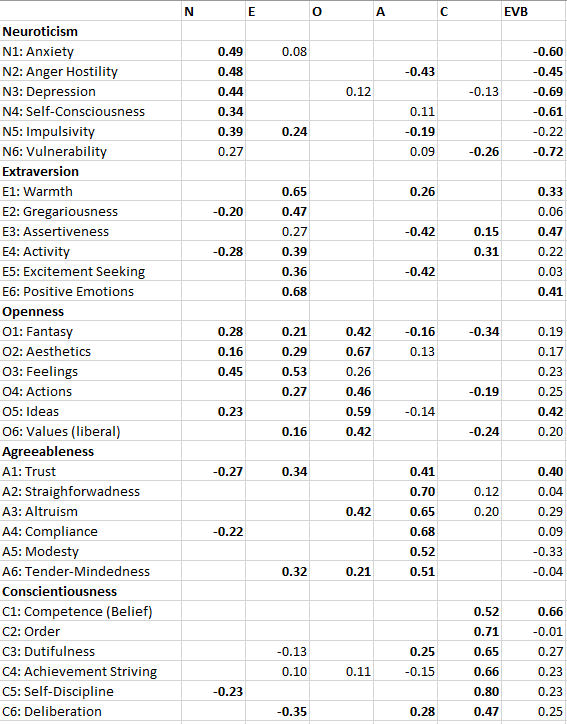 N E O A C EVB
Neuroticism
N1: Anxiety 0.49 0.08 -0.60
N2: Anger Hostility 0.48 -0.43 -0.45
N3: Depression 0.44 0.12 -0.13 -0.69
N4: Self-Consciousness 0.34 0.11 -0.61
N5: Impulsivity 0.39 0.24 -0.19 -0.22
N6: Vulnerability 0.27 0.09 -0.26 -0.72
Extraversion
E1: Warmth 0.65 0.26 0.33
E2: Gregariousness -0.20 0.47 0.06
E3: Assertiveness 0.27 -0.42 0.15 0.47
E4: Activity -0.28 0.39 0.31 0.22
E5: Excitement Seeking 0.36 -0.42 0.03
E6: Positive Emotions 0.68 0.41
Openness
O1: Fantasy 0.28 0.21 0.42 -0.16 -0.34 0.19
O2: Aesthetics 0.16 0.29 0.67 0.13 0.17
O3: Feelings 0.45 0.53 0.26 0.23
O4: Actions 0.27 0.46 -0.19 0.25
O5: Ideas 0.23 0.59 -0.14 0.42
O6: Values (liberal) 0.16 0.42 -0.24 0.20
Agreeableness
A1: Trust -0.27 0.34 0.41 0.40
A2: Straighforwadness 0.70 0.12 0.04
A3: Altruism 0.42 0.65 0.20 0.29
A4: Compliance -0.22 0.68 0.09
A5: Modesty 0.52 -0.33
A6: Tender-Mindedness 0.32 0.21 0.51 -0.04
Conscientiousness
C1: Competence (Belief) 0.52 0.66
C2: Order 0.71 -0.01
C3: Dutifulness -0.13 0.25 0.65 0.27
C4: Achievement Striving 0.10 0.11 -0.15 0.66 0.23
C5: Self-Discipline -0.23 0.80 0.23
C6: Deliberation -0.35 0.28 0.47 0.25